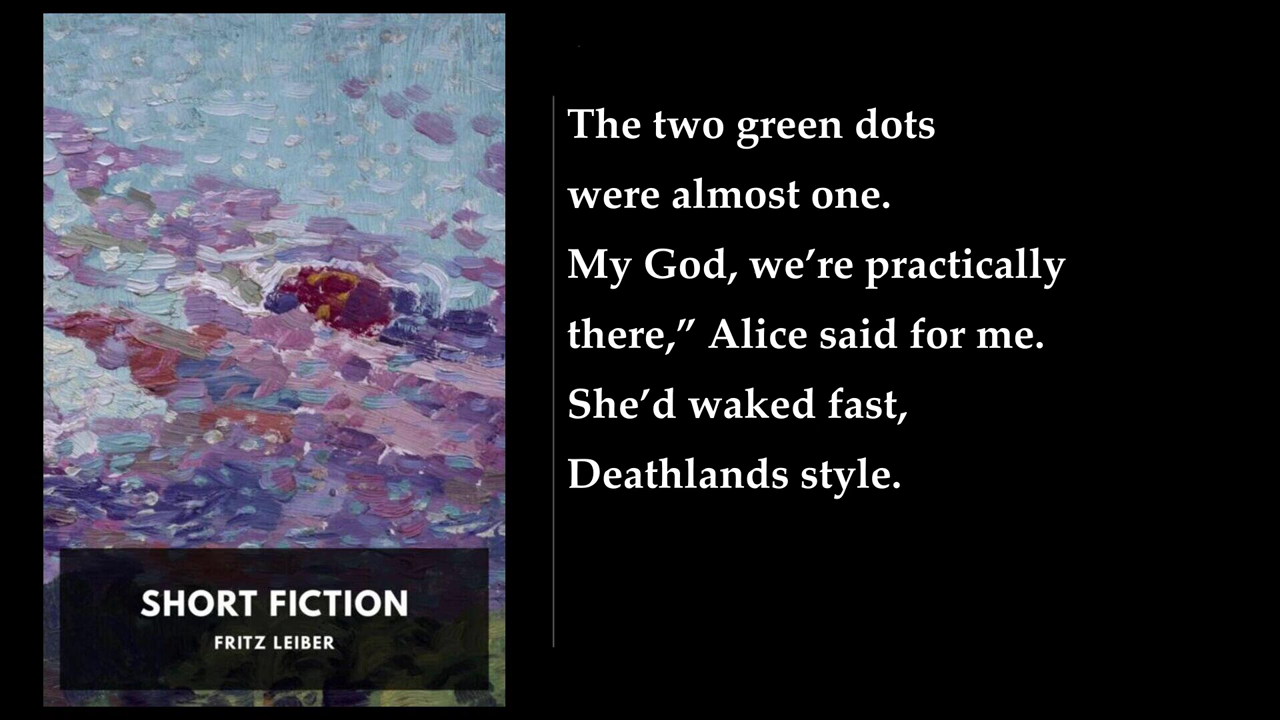 The two green dots
were almost one.
My God, we’re practically
there,” Alice said for me.
She’d waked fast,
Deathlands style.
SHORT FICTION
FRITZ LEIBER